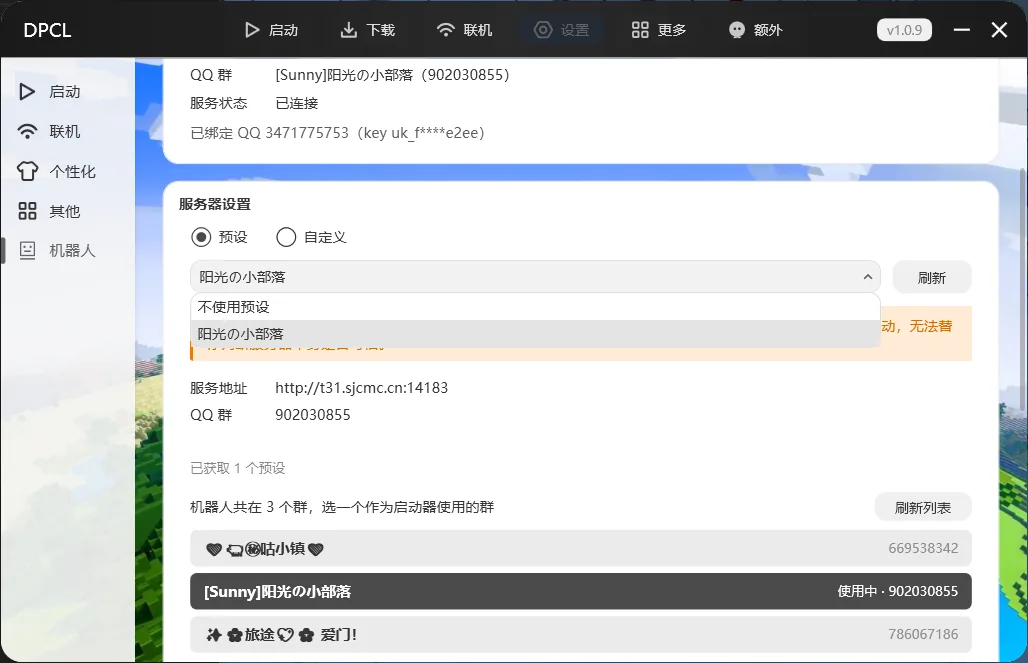 DPCL
启动
下载
联机
设置
更多
额外
v1.0.9
启动
联机
个性化
其他
机器人
QQ 群 [Sunny]阳光の小部落（902030855）
服务状态 已连接
已绑定 QQ 3471775753（key uk_f****e2ee）
服务器设置
预设 自定义
阳光の小部落
刷新
不使用预设
阳光の小部落
动，无法替
服务地址 http://t31.sjcmc.cn:14183
QQ 群 902030855
已获取 1 个预设
机器人共在 3 个群，选一个作为启动器使用的群
刷新列表
咕小镇 669538342
[Sunny]阳光の小部落 使用中 · 902030855
旅途 爱门! 786067186